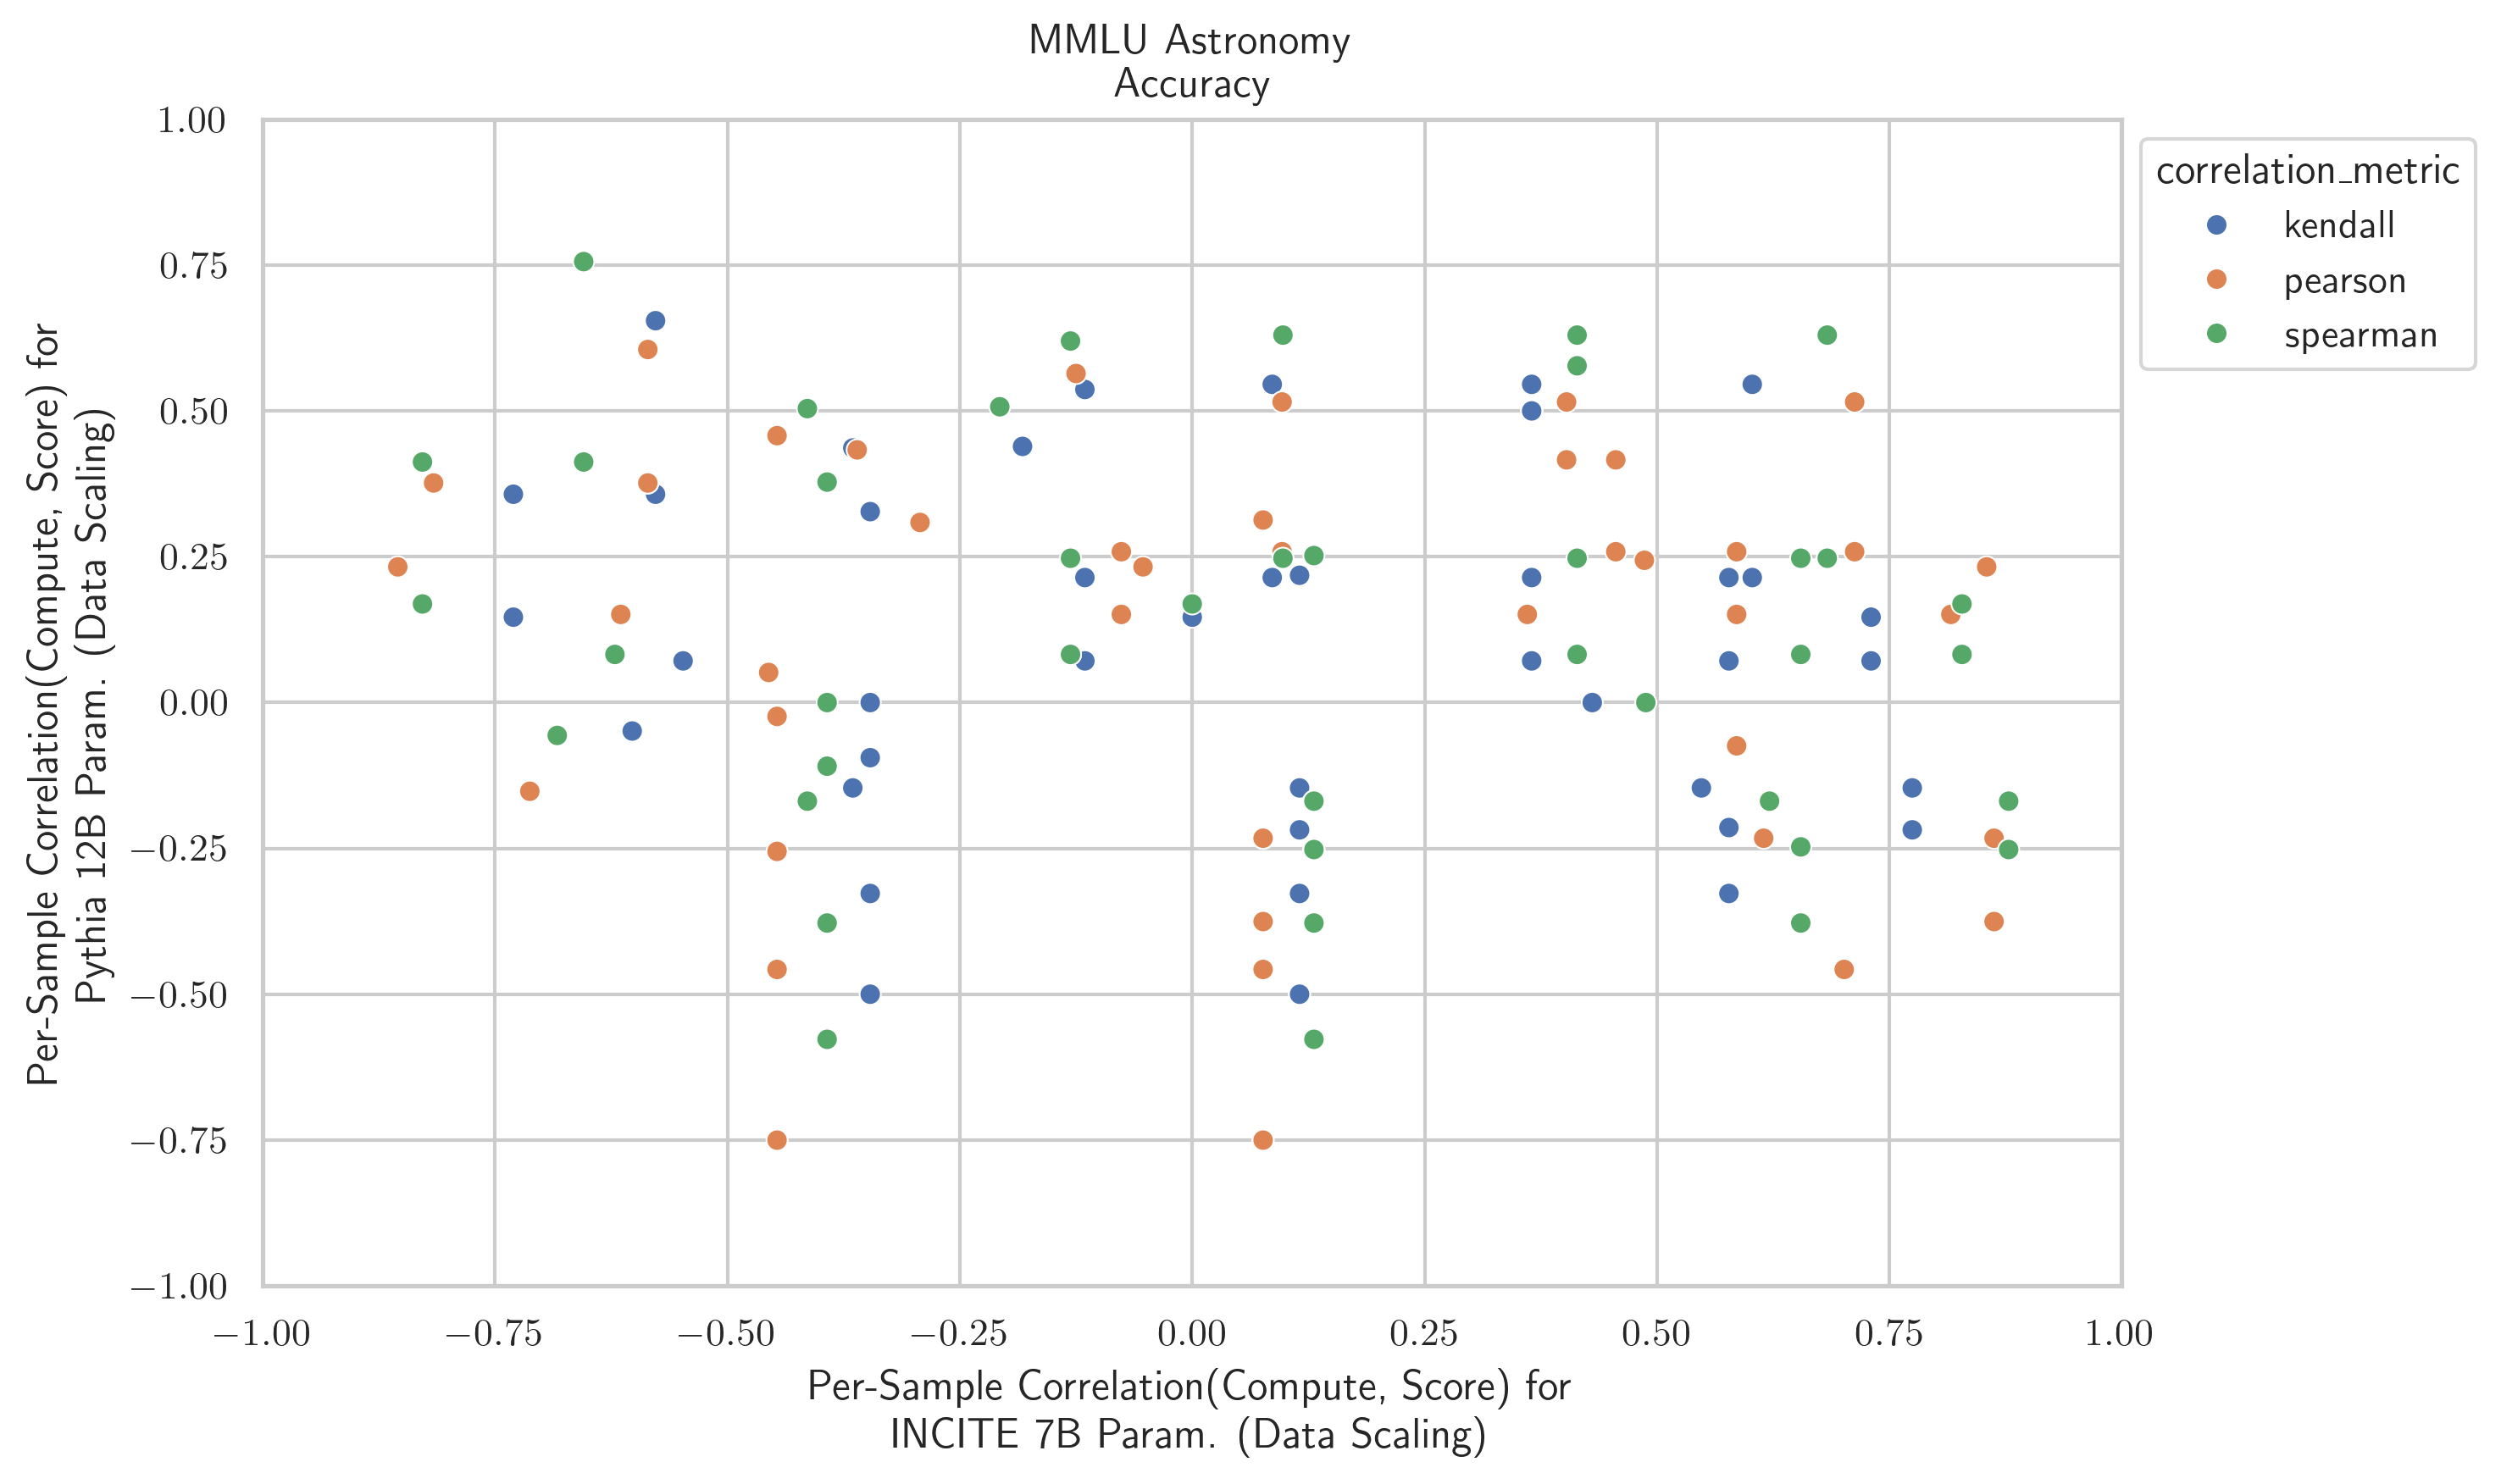 MMLU Astronomy
Accuracy
1.00
0.75
0.50
0.25
0.00
−0.25
−0.50
−0.75
−1.00
Per-Sample Correlation(Compute, Score) for
Pythia 12B Param. (Data Scaling)
−1.00 −0.75 −0.50 −0.25 0.00 0.25 0.50 0.75 1.00
Per-Sample Correlation(Compute, Score) for
INCITE 7B Param. (Data Scaling)
correlation_metric
kendall
pearson
spearman